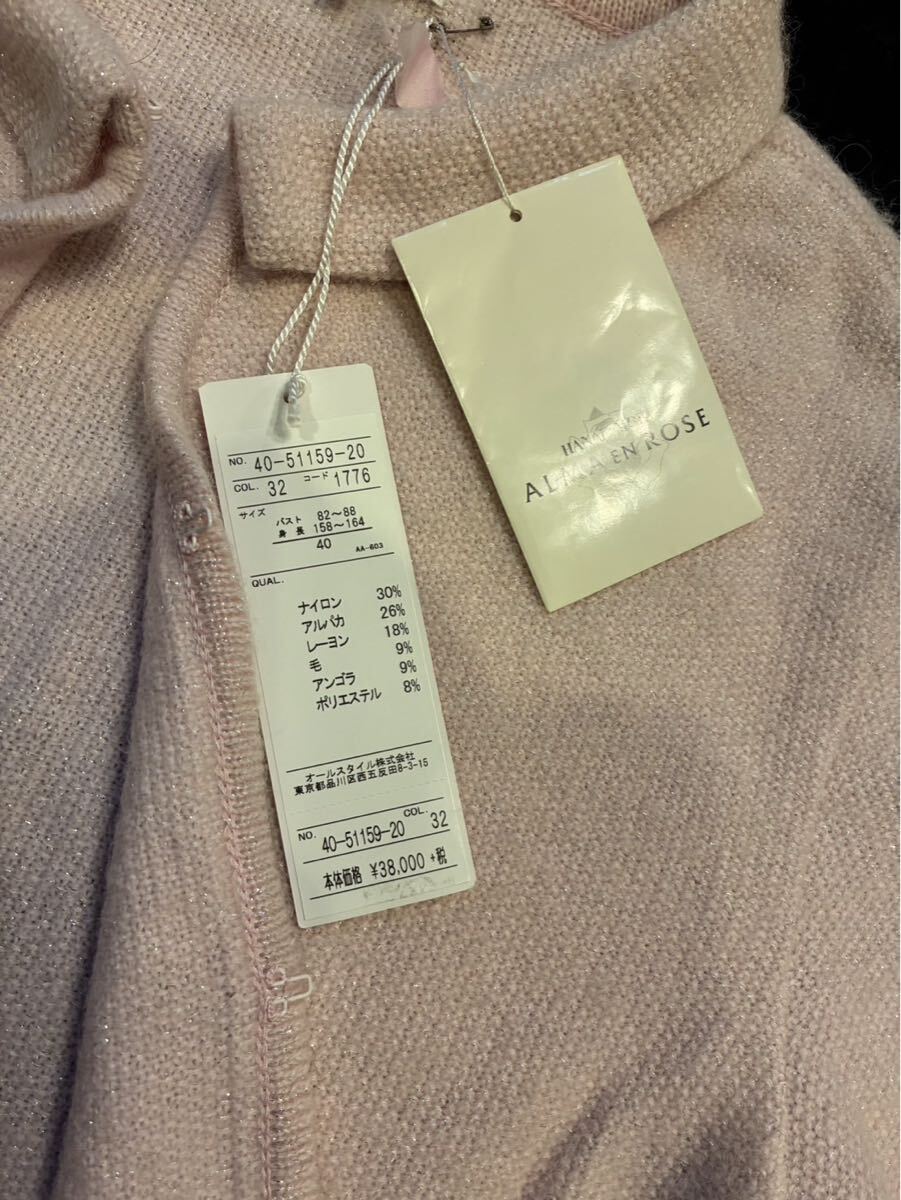 NO. 40-51159-20
COL. 32 コード 1776
サイズ
バスト 82～88
身長 158～164
40 AA-603
QUAL.
ナイロン 30%
アルパカ 26%
レーヨン 18%
毛 9%
アンゴラ 9%
ポリエステル 8%
オールスタイル株式会社
東京都品川区西五反田8-3-15
NO. 40-51159-20 COL. 32
本体価格 ¥38,000 +税
EN ROSE